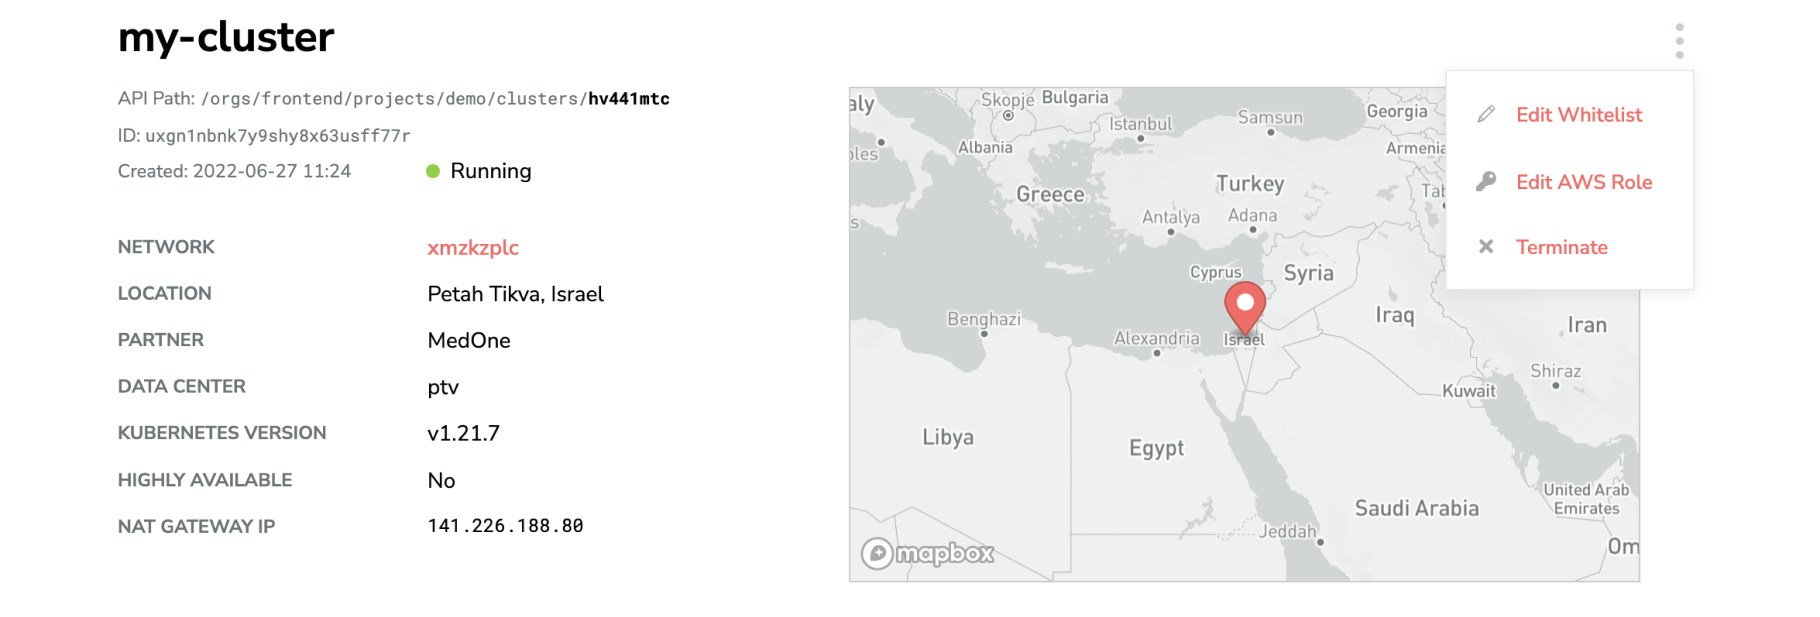 my-cluster
API Path: /orgs/frontend/projects/demo/clusters/hv441mtc
ID: uxgn1nbnk7y9shy8x63usff77r
Created: 2022-06-27 11:24
Running
NETWORK xmzkzplc
LOCATION Petah Tikva, Israel
PARTNER MedOne
DATA CENTER ptv
KUBERNETES VERSION v1.21.7
HIGHLY AVAILABLE No
NAT GATEWAY IP 141.226.188.80
Edit Whitelist
Edit AWS Role
Terminate
aly
Skopje
Bulgaria
Georgia
Istanbul
Samsun
Albania
Armenia
ples
Greece
Turkey
Tab
s
Antalya
Adana
Cyprus
Syria
Benghazi
Alexandria
Israel
Iraq
Iran
Shiraz
Kuwait
Libya
Egypt
United Arab
Emirates
Saudi Arabia
Jeddah
Om
mapbox